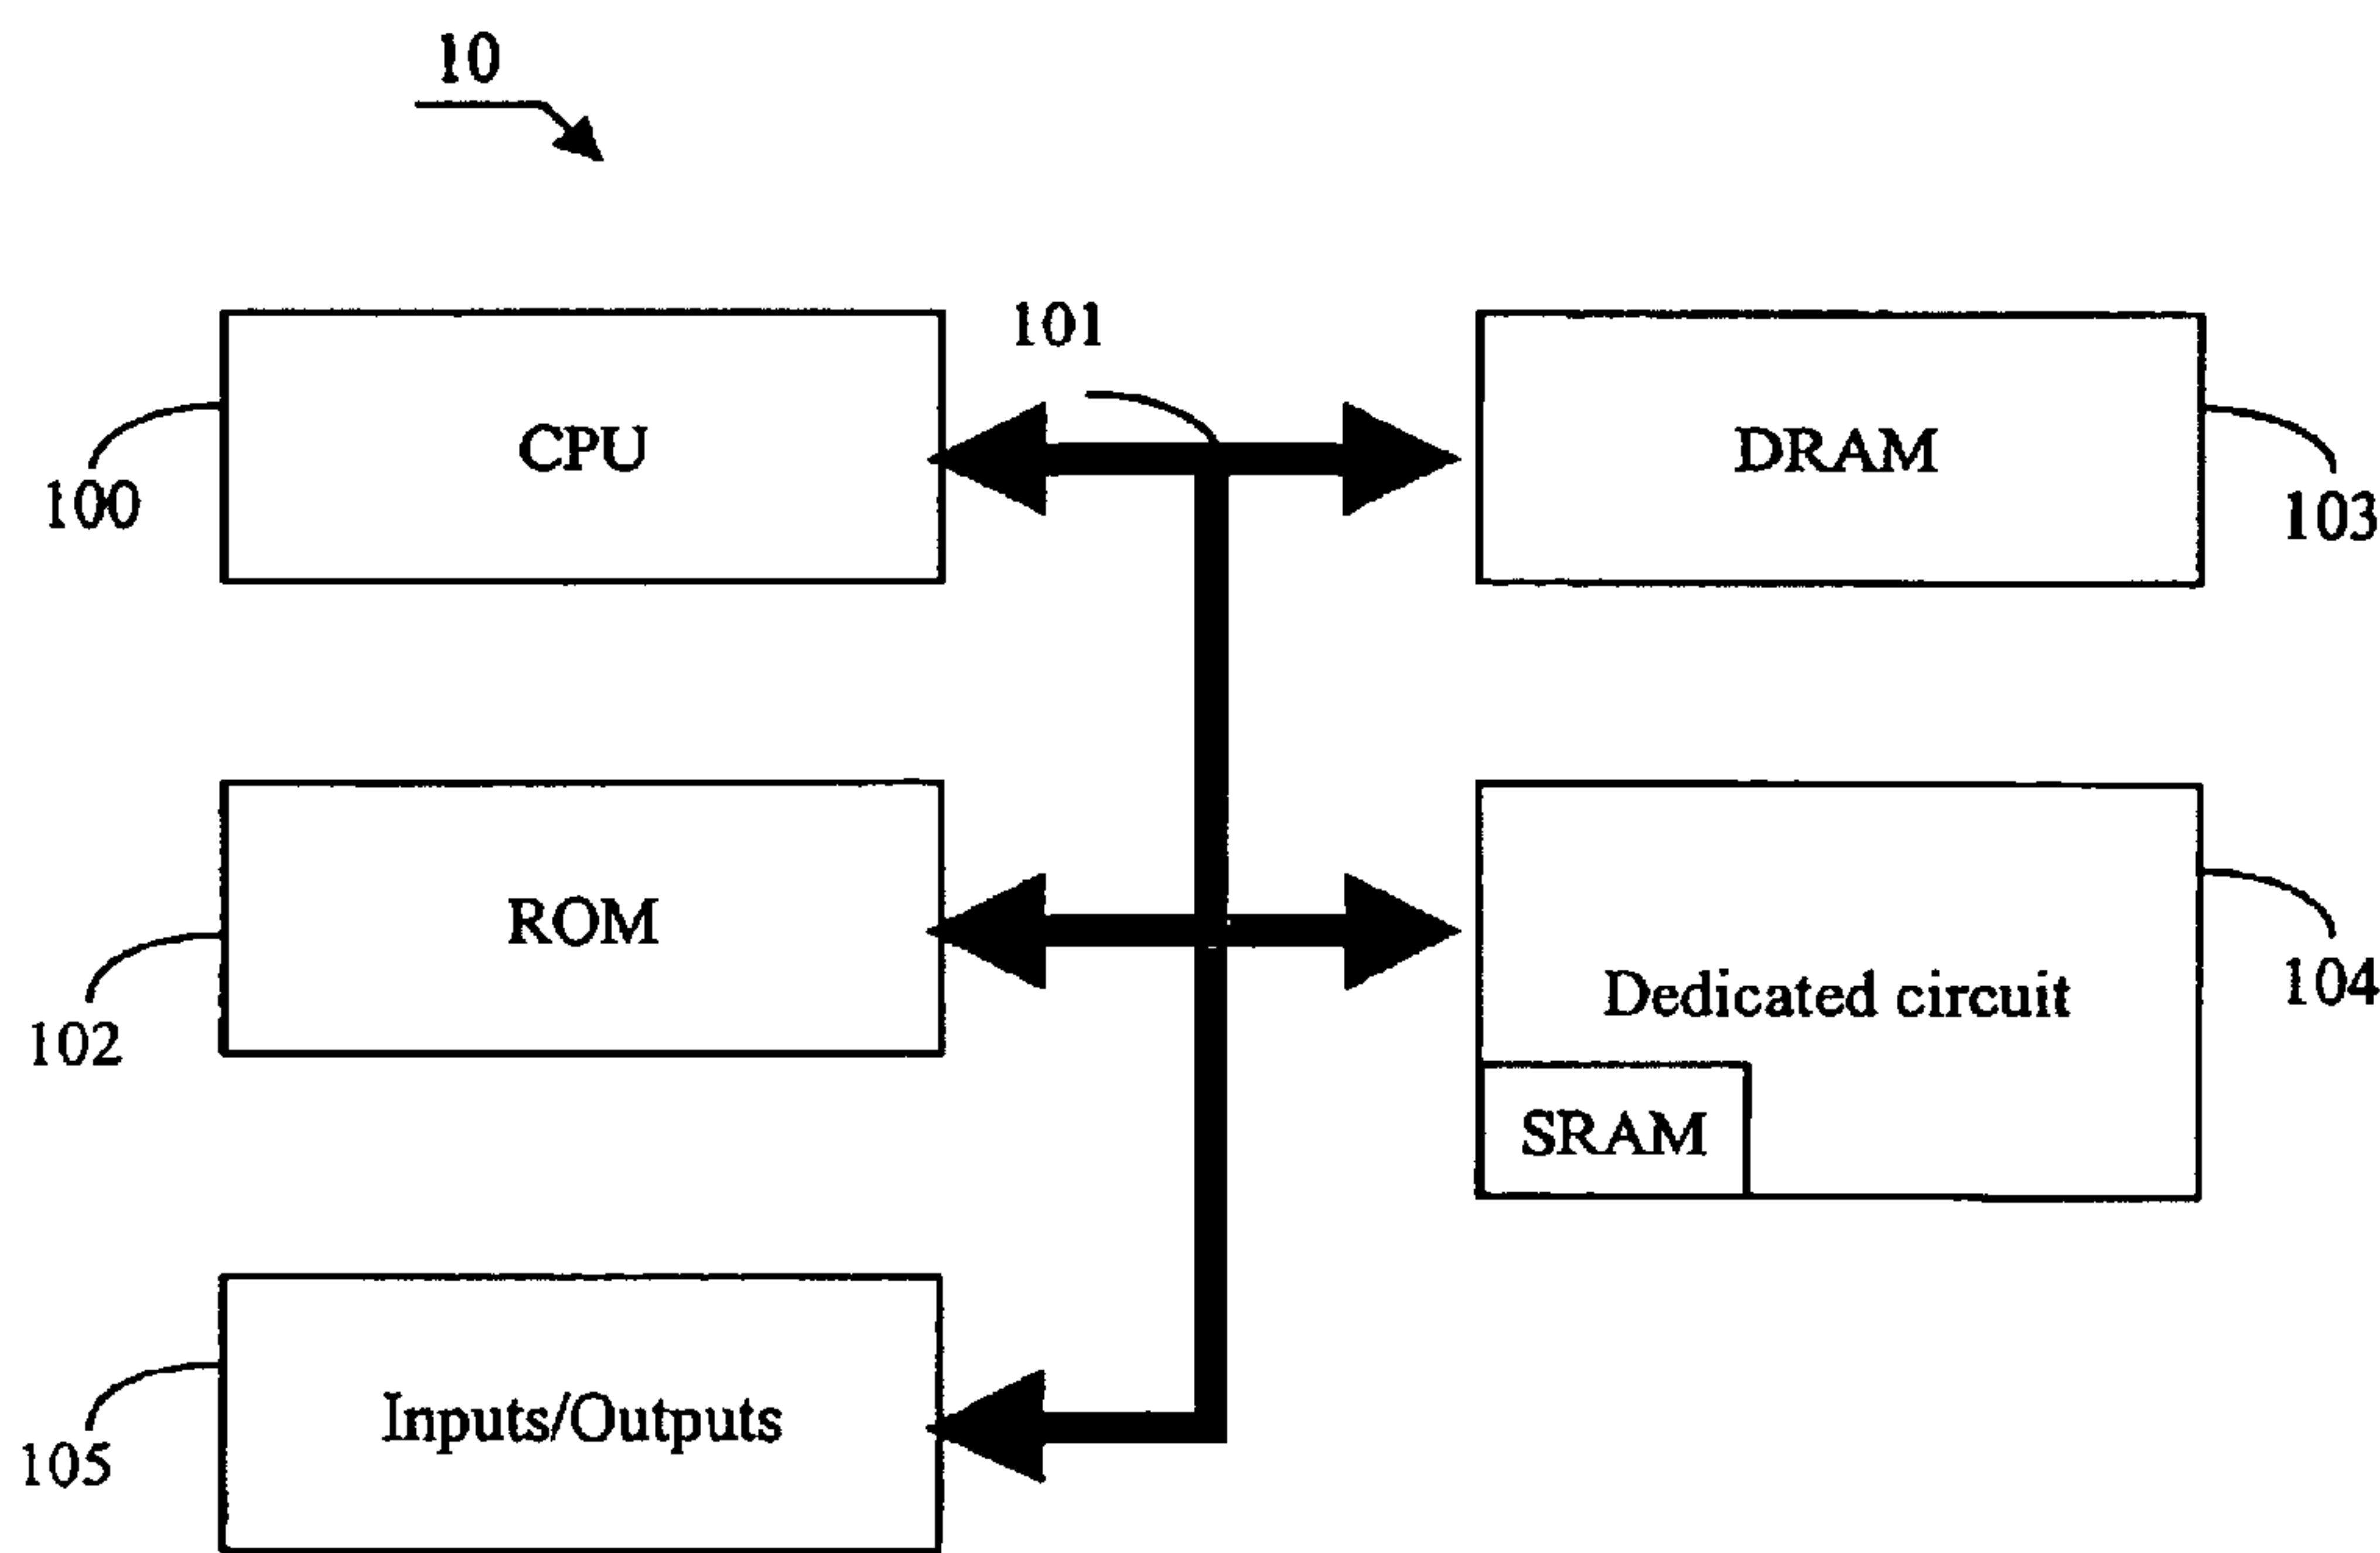 10
101
CPU
DRAM
100
103
ROM
104
Dedicated circuit
102
SRAM
Inputs/Outputs
105